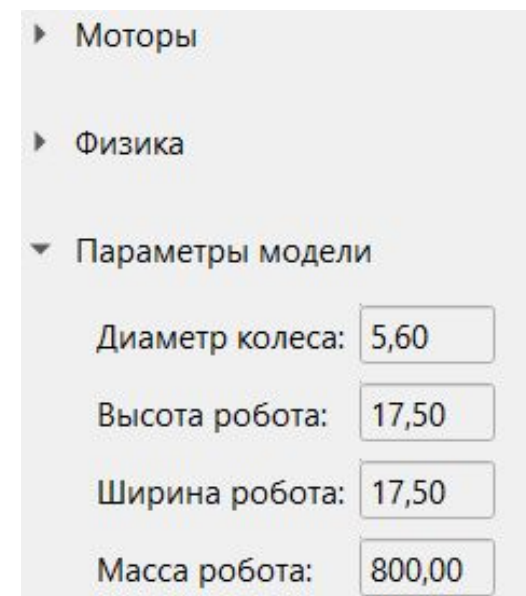 Моторы
Физика
Параметры модели
Диаметр колеса: 5,60
Высота робота: 17,50
Ширина робота: 17,50
Масса робота: 800,00